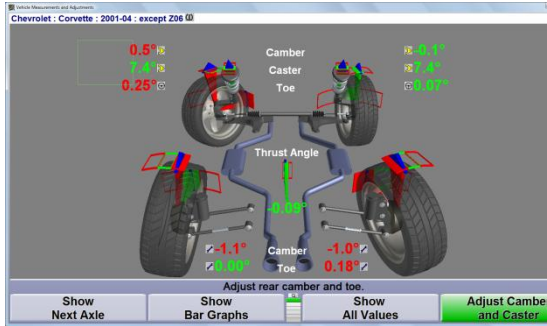 Vehicle Measurements and Adjustments
Chevrolet : Corvette : 2001-04 : except Z06
0.5° Camber -0.1°
7.4° Caster 7.4°
0.25° Toe 0.07°
Thrust Angle
-0.09°
-1.1° Camber -1.0°
0.00° Toe 0.18°
Adjust rear camber and toe.
Show Next Axle
Show Bar Graphs
Show All Values
Adjust Camber and Caster